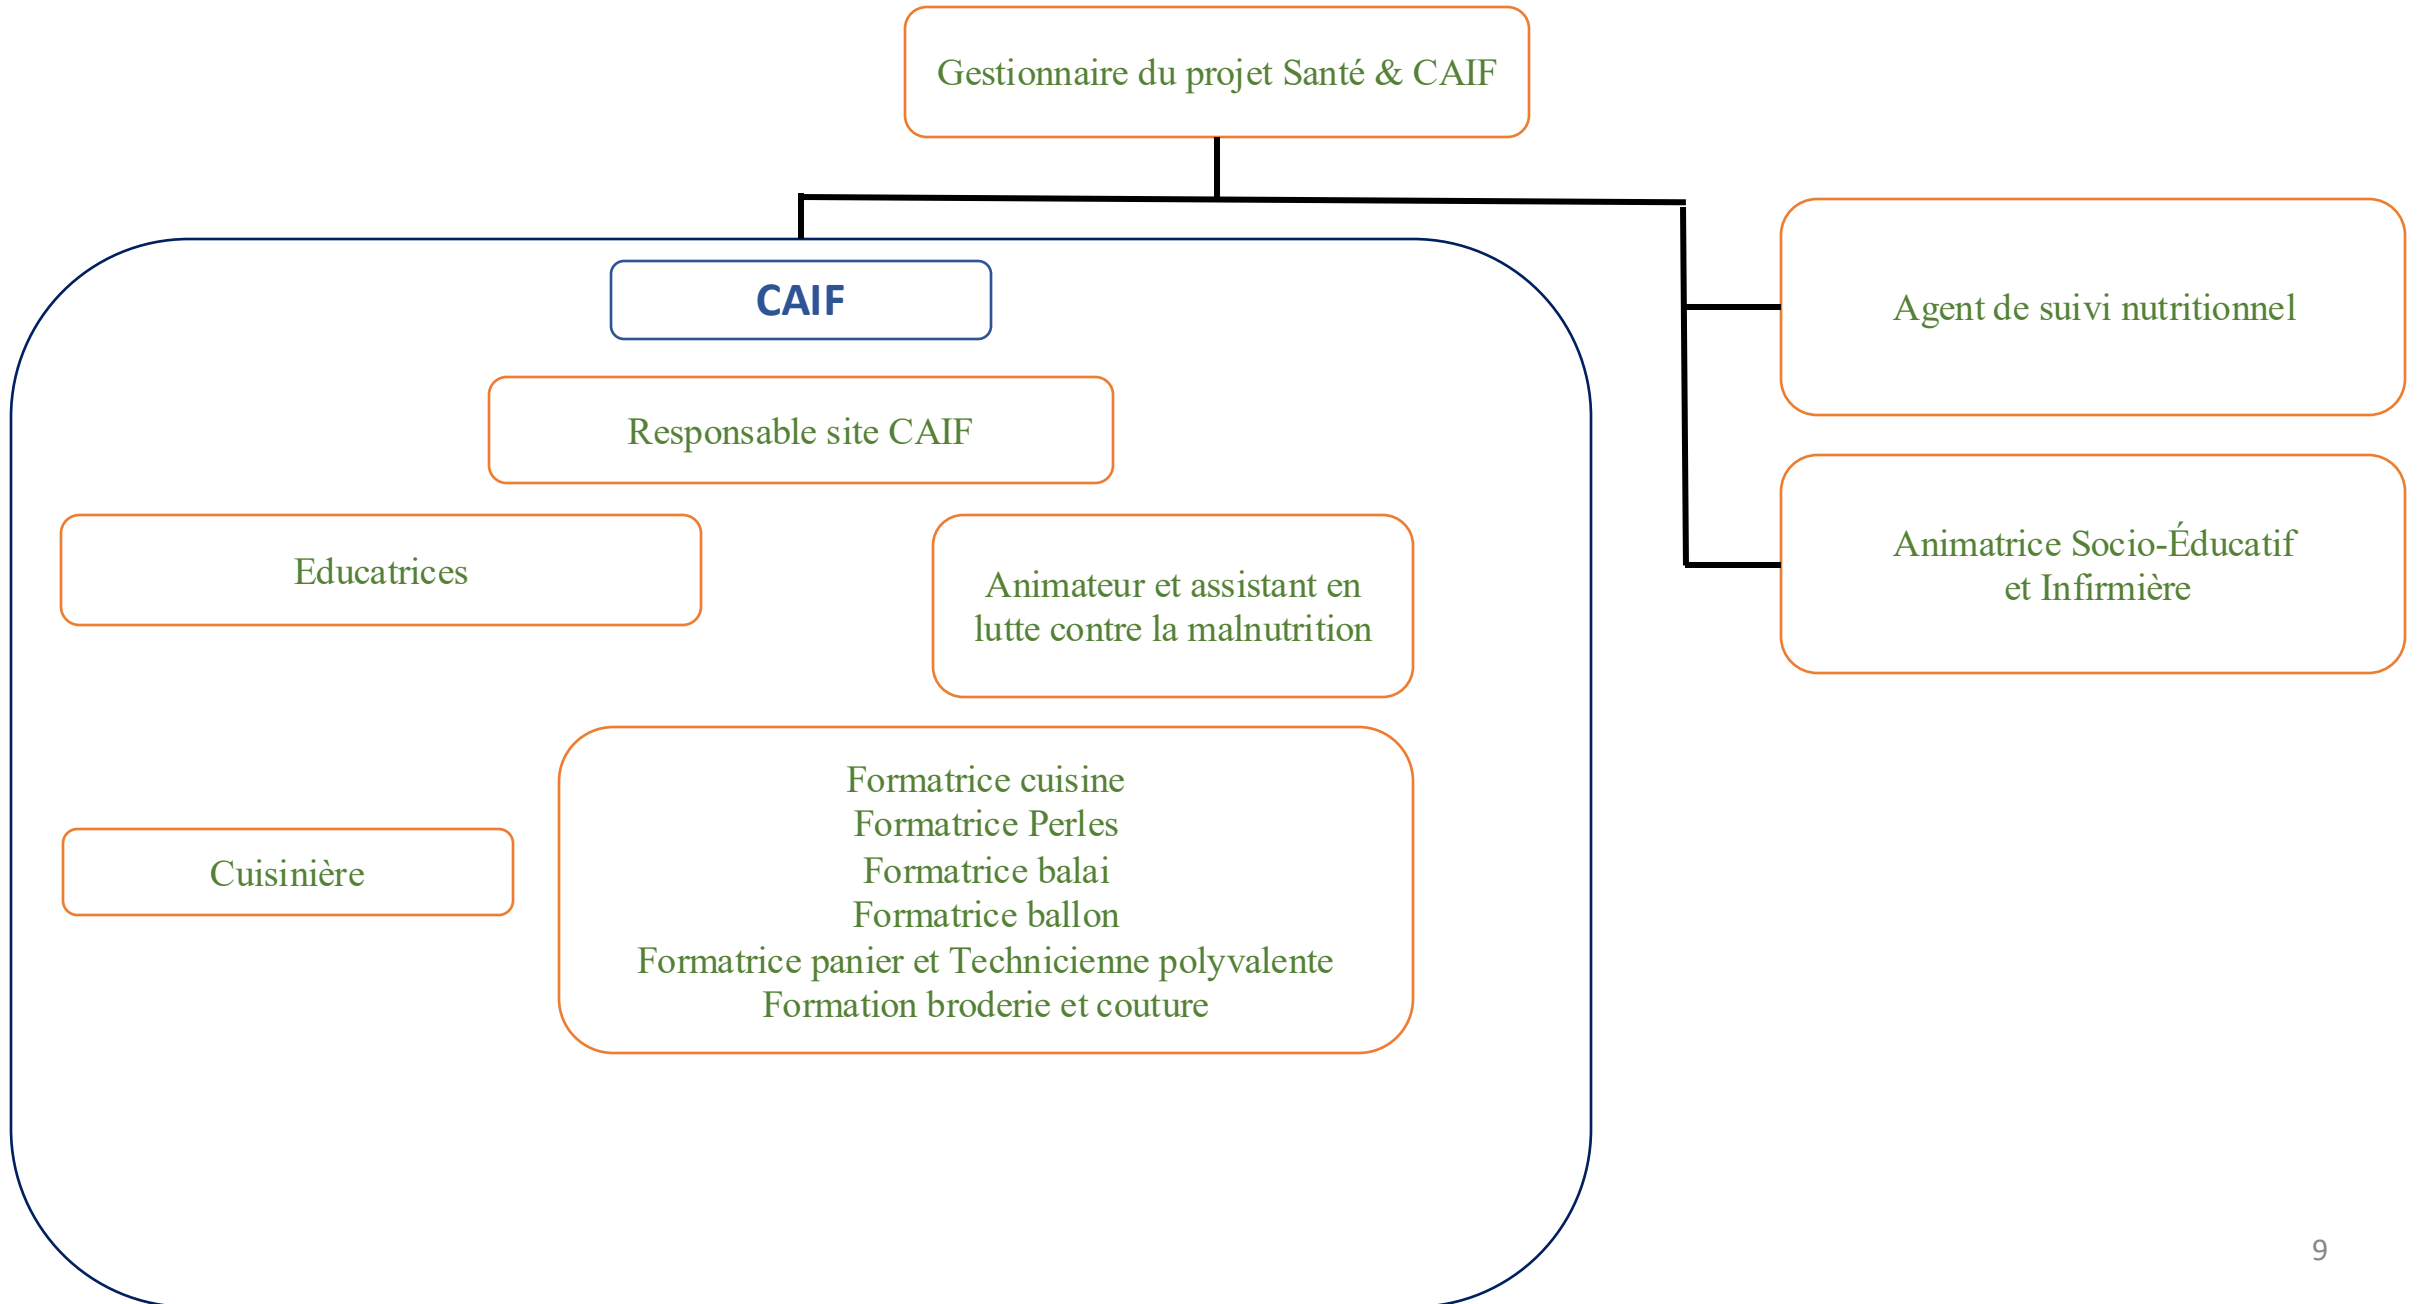 Gestionnaire du projet Santé & CAIF
CAIF
Responsable site CAIF
Educatrices
Animateur et assistant en
lutte contre la malnutrition
Cuisinière
Formatrice cuisine
Formatrice Perles
Formatrice balai
Formatrice ballon
Formatrice panier et Technicienne polyvalente
Formation broderie et couture
Agent de suivi nutritionnel
Animatrice Socio-Éducatif
et Infirmière
9